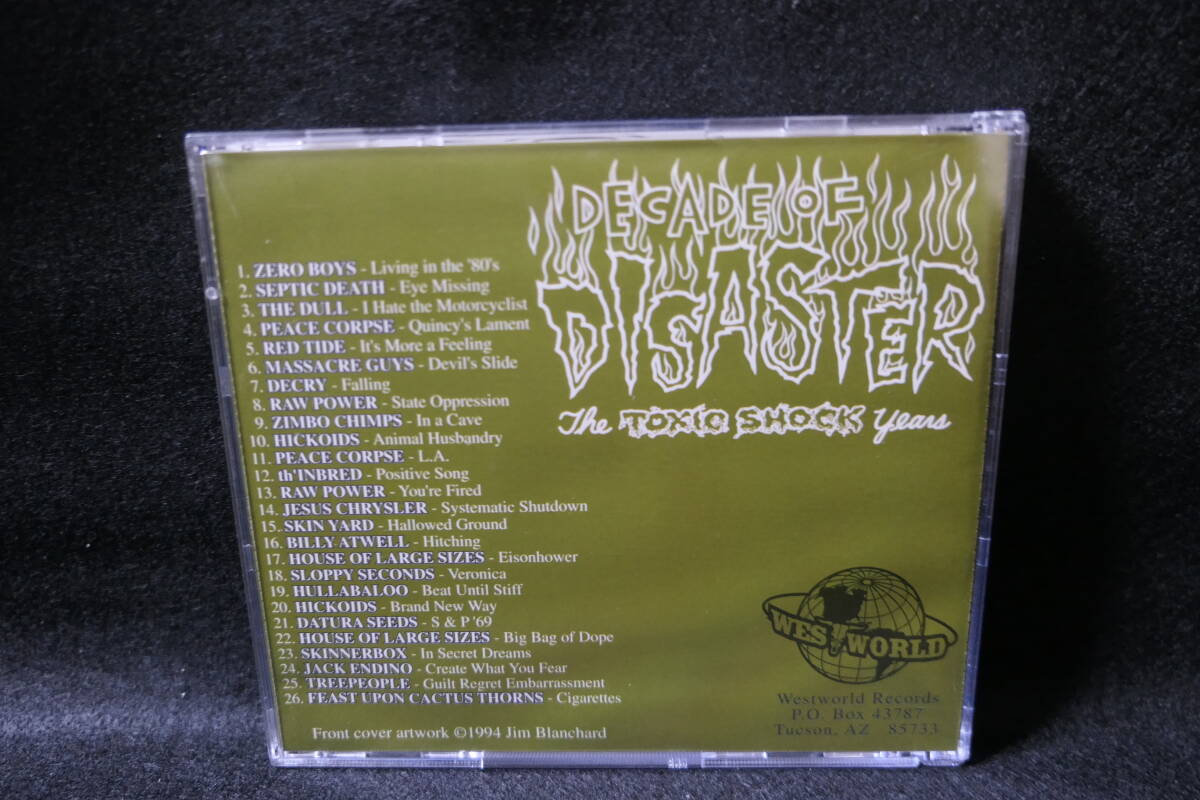 DECADE OF
DISASTER
The TOXIC SHOCK Years
1. ZERO BOYS - Living in the '80's
2. SEPTIC DEATH - Eye Missing
3. THE DULL - I Hate the Motorcyclist
4. PEACE CORPSE - Quincy's Lament
5. RED TIDE - It's More a Feeling
6. MASSACRE GUYS - Devil's Slide
7. DECRY - Falling
8. RAW POWER - State Oppression
9. ZIMBO CHIMPS - In a Cave
10. HICKOIDS - Animal Husbandry
11. PEACE CORPSE - L.A.
12. th'INBRED - Positive Song
13. RAW POWER - You're Fired
14. JESUS CHRYSLER - Systematic Shutdown
15. SKIN YARD - Hallowed Ground
16. BILLY ATWELL - Hitching
17. HOUSE OF LARGE SIZES - Eisonhower
18. SLOPPY SECONDS - Veronica
19. HULLABALOO - Beat Until Stiff
20. HICKOIDS - Brand New Way
21. DATURA SEEDS - S & P '69
22. HOUSE OF LARGE SIZES - Big Bag of Dope
23. SKINNERBOX - In Secret Dreams
24. JACK ENDINO - Create What You Fear
25. TREEPEOPLE - Guilt Regret Embarrassment
26. FEAST UPON CACTUS THORNS - Cigarettes
Front cover artwork ©1994 Jim Blanchard
WESTWORLD
Westworld Records
P.O. Box 43787
Tucson, AZ 85733